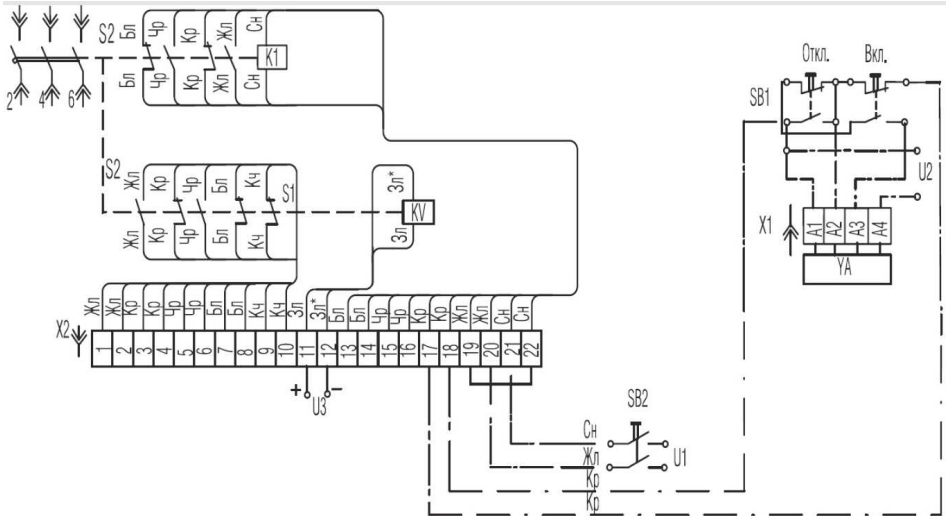 S2 Бл Чр Кр Жл Сн K1
Бл Чр Кр Жл Сн
2 4 6
Откл. Вкл.
SB1
U2
X1 A1 A2 A3 A4
YA
S2 Жл Кр Чр Бл Кч S1
Жл Кр Чр Бл Кч Кч
Зл* KV
Зл
Жл Жл Кр Кр Чр Чр Бл Бл Кч Кч Зл Зл* Бл Бл Чр Чр Кр Кр Жл Жл Сн Сн
X2 1 2 3 4 5 6 7 8 9 10 11 12 13 14 15 16 17 18 19 20 21 22
+ U3 −
SB2
Сн
Жл U1
Кр
Кр